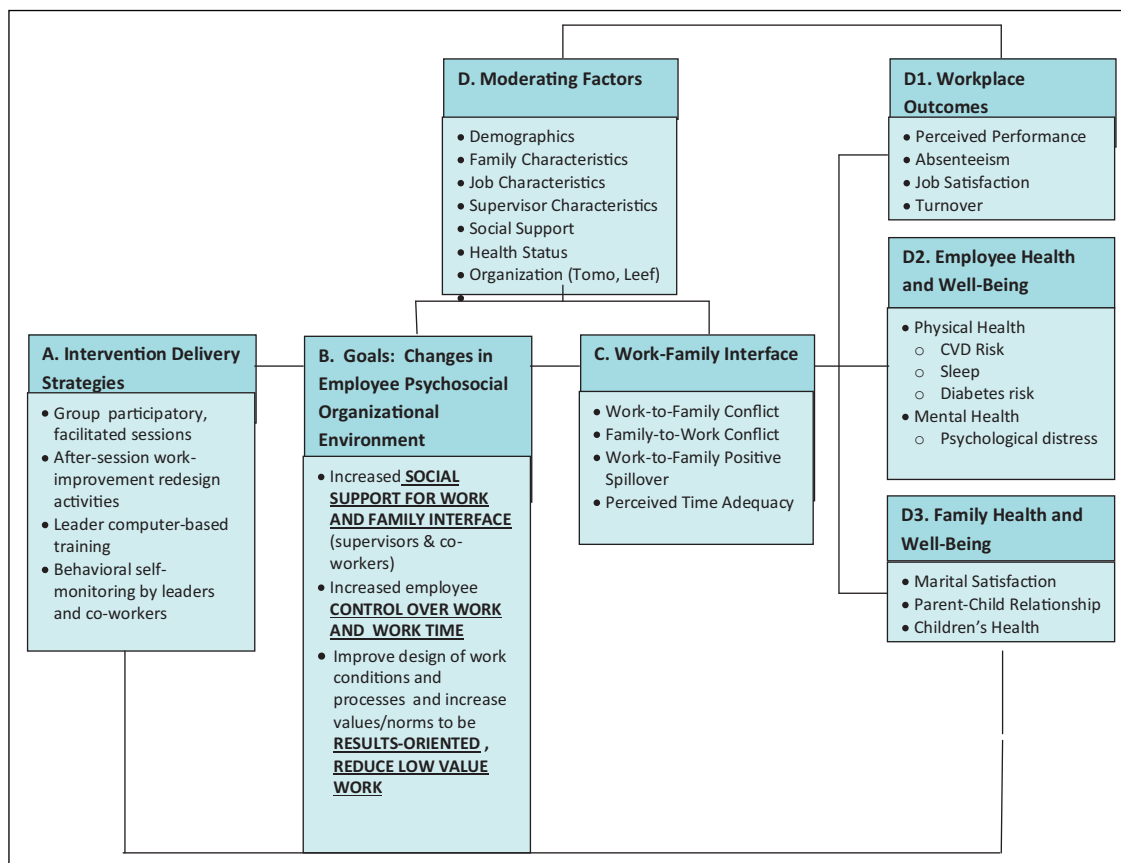 D. Moderating Factors
• Demographics
• Family Characteristics
• Job Characteristics
• Supervisor Characteristics
• Social Support
• Health Status
• Organization (Tomo, Leef)
•
D1. Workplace
Outcomes
• Perceived Performance
• Absenteeism
• Job Satisfaction
• Turnover
D2. Employee Health
and Well-Being
• Physical Health
o CVD Risk
o Sleep
o Diabetes risk
• Mental Health
o Psychological distress
A. Intervention Delivery
Strategies
• Group participatory,
facilitated sessions
• After-session work-
improvement redesign
activities
• Leader computer-based
training
• Behavioral self-
monitoring by leaders
and co-workers
B. Goals: Changes in
Employee Psychosocial
Organizational
Environment
• Increased SOCIAL
SUPPORT FOR WORK
AND FAMILY INTERFACE
(supervisors & co-
workers)
• Increased employee
CONTROL OVER WORK
AND WORK TIME
• Improve design of work
conditions and
processes and increase
values/norms to be
RESULTS-ORIENTED ,
REDUCE LOW VALUE
WORK
C. Work-Family Interface
• Work-to-Family Conflict
• Family-to-Work Conflict
• Work-to-Family Positive
Spillover
• Perceived Time Adequacy
D3. Family Health and
Well-Being
• Marital Satisfaction
• Parent-Child Relationship
• Children's Health